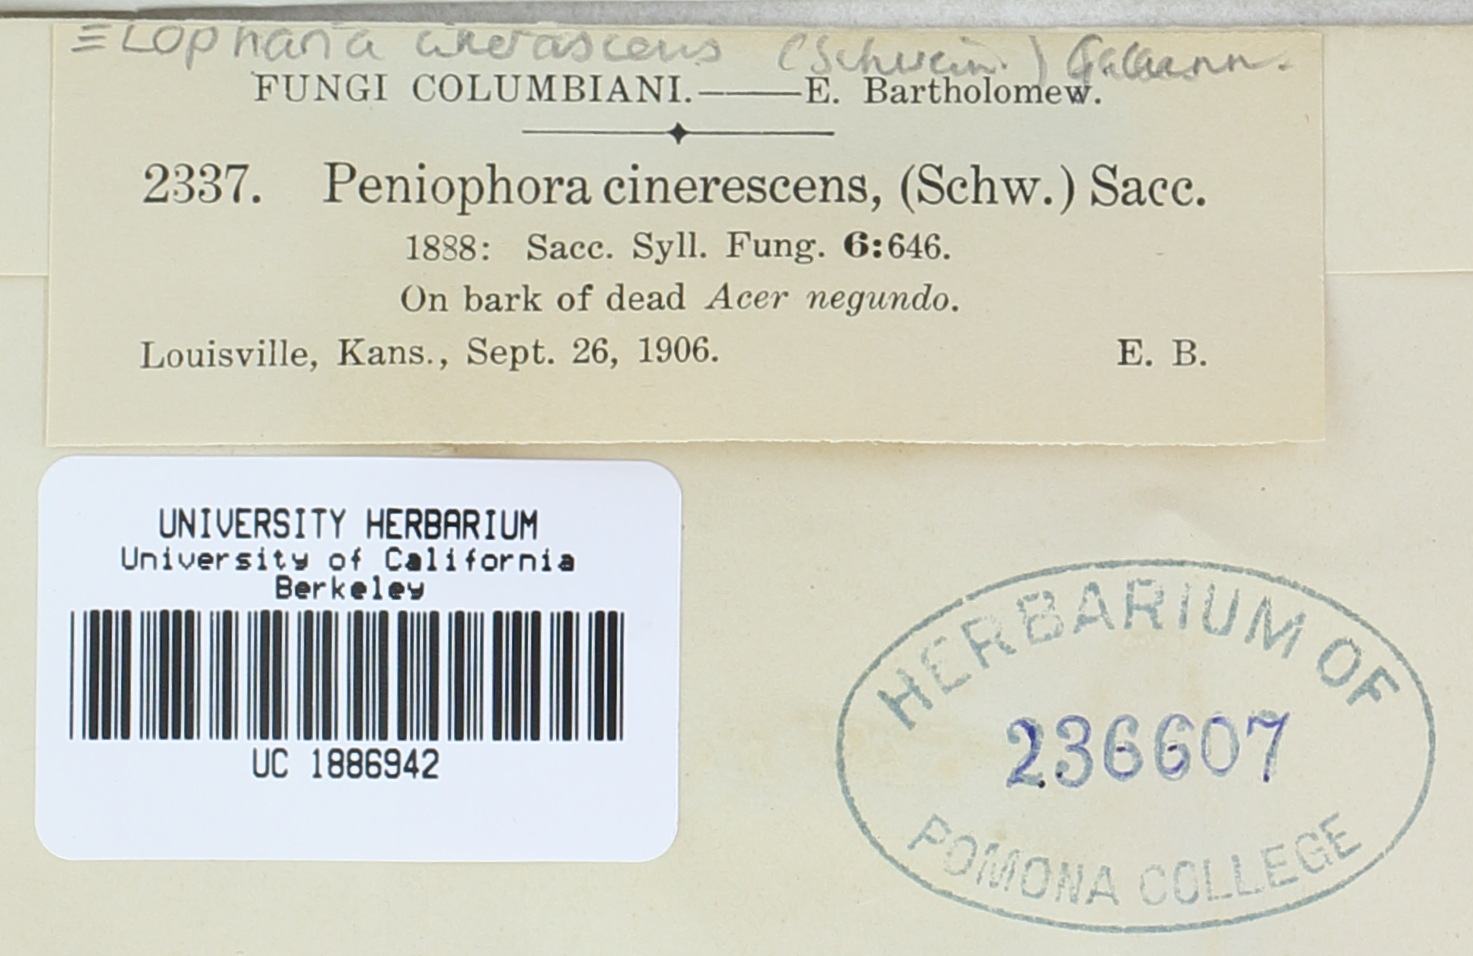 ≡ Lopharia cinerascens (Schwein.) G. Cunn.
FUNGI COLUMBIANI.——E. Bartholomew.
2337. Peniophora cinerescens, (Schw.) Sacc.
1888: Sacc. Syll. Fung. 6:646.
On bark of dead Acer negundo.
Louisville, Kans., Sept. 26, 1906. E. B.
UNIVERSITY HERBARIUM
University of California
Berkeley
UC 1886942
HERBARIUM OF
236607
POMONA COLLEGE